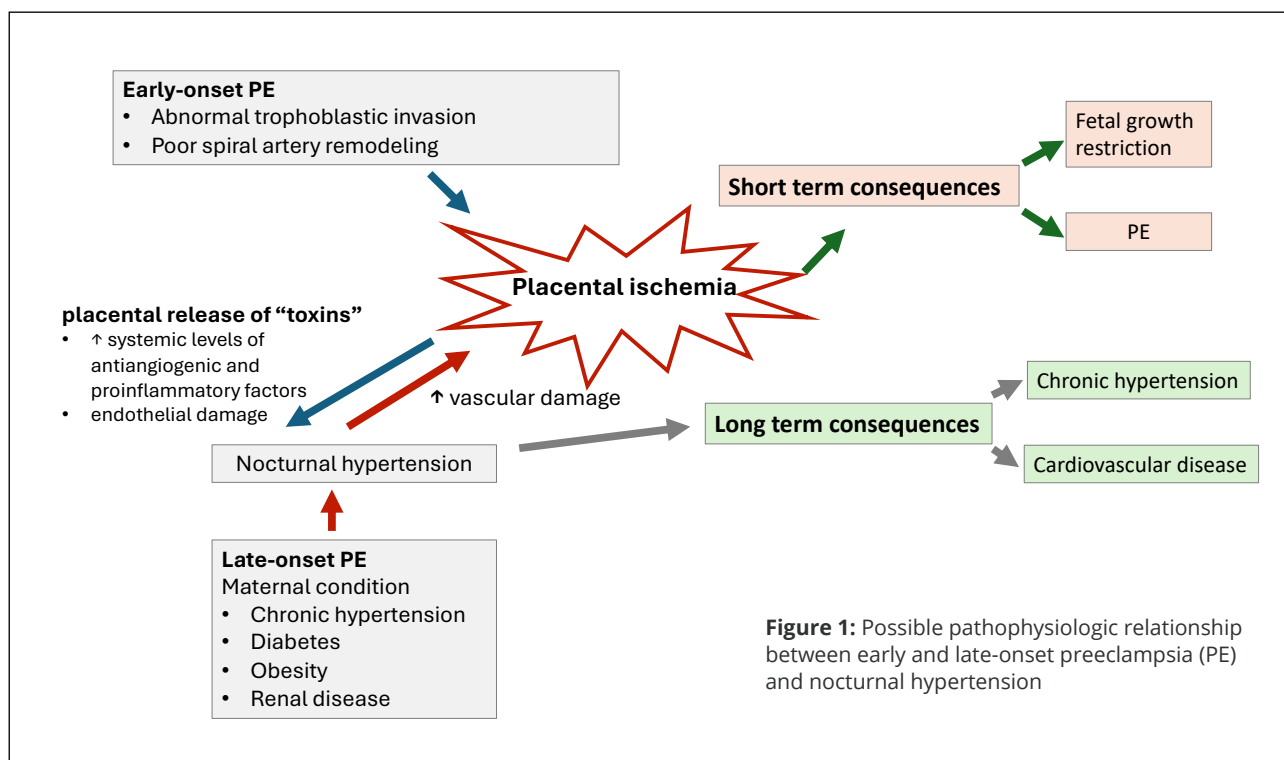 Early-onset PE
• Abnormal trophoblastic invasion
• Poor spiral artery remodeling
Fetal growth
restriction
Short term consequences
PE
Placental ischemia
placental release of “toxins”
• ↑ systemic levels of
antiangiogenic and
proinflammatory factors
• endothelial damage
↑ vascular damage
Nocturnal hypertension
Chronic hypertension
Long term consequences
Cardiovascular disease
Late-onset PE
Maternal condition
• Chronic hypertension
• Diabetes
• Obesity
• Renal disease
Figure 1: Possible pathophysiologic relationship
between early and late-onset preeclampsia (PE)
and nocturnal hypertension